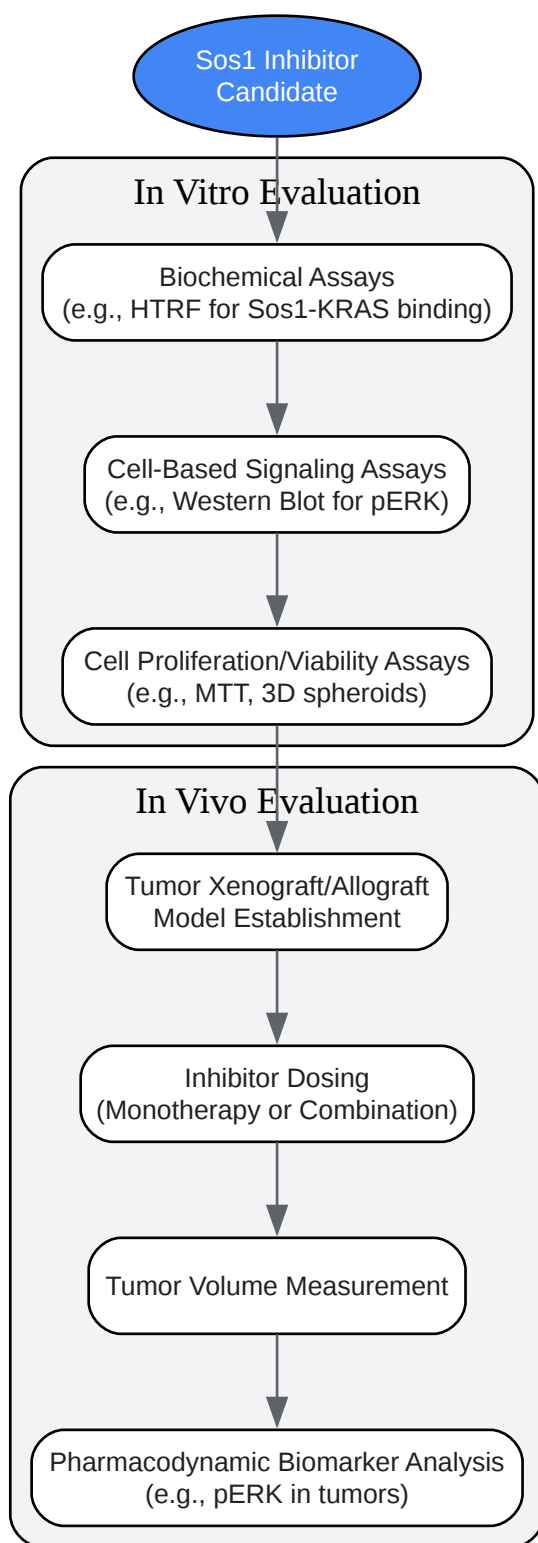 Sos1 Inhibitor
Candidate
In Vitro Evaluation
Biochemical Assays
(e.g., HTRF for Sos1-KRAS binding)
Cell-Based Signaling Assays
(e.g., Western Blot for pERK)
Cell Proliferation/Viability Assays
(e.g., MTT, 3D spheroids)
In Vivo Evaluation
Tumor Xenograft/Allograft
Model Establishment
Inhibitor Dosing
(Monotherapy or Combination)
Tumor Volume Measurement
Pharmacodynamic Biomarker Analysis
(e.g., pERK in tumors)